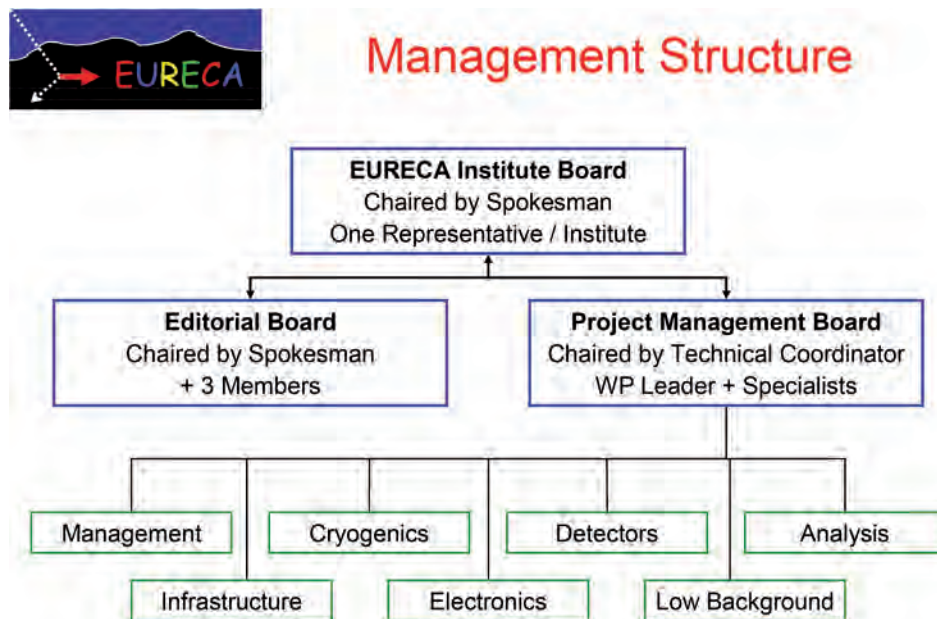 EURECA
Management Structure
EURECA Institute Board
Chaired by Spokesman
One Representative / Institute
Editorial Board
Chaired by Spokesman
+ 3 Members
Project Management Board
Chaired by Technical Coordinator
WP Leader + Specialists
Management
Cryogenics
Detectors
Analysis
Infrastructure
Electronics
Low Background